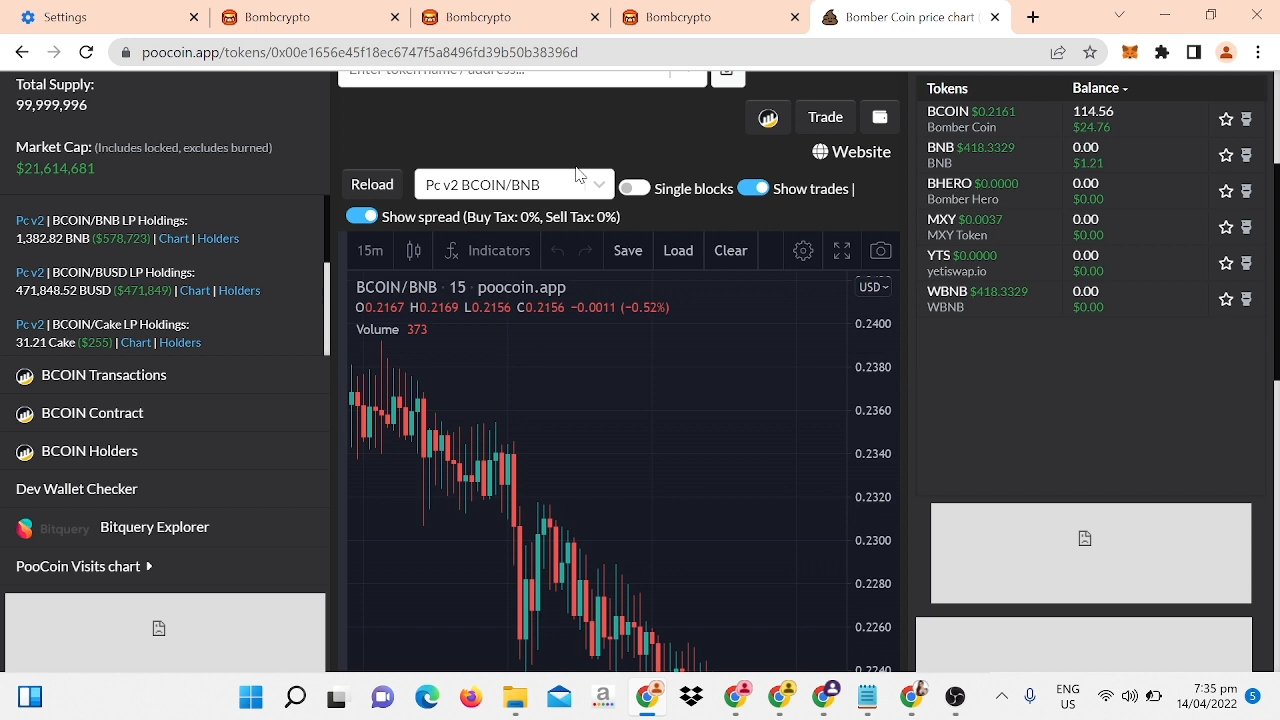 Settings
Bombcrypto
Bombcrypto
Bombcrypto
Bomber Coin price chart
poocoin.app/tokens/0x00e1656e45f18ec6747f5a8496fd39b50b38396d
Total Supply:
99,999,996
Market Cap: (Includes locked, excludes burned)
$21,614,681
Pc v2 | BCOIN/BNB LP Holdings:
1,382.82 BNB ($578,723) | Chart | Holders
Pc v2 | BCOIN/BUSD LP Holdings:
471,848.52 BUSD ($471,849) | Chart | Holders
Pc v2 | BCOIN/Cake LP Holdings:
31.21 Cake ($255) | Chart | Holders
BCOIN Transactions
BCOIN Contract
BCOIN Holders
Dev Wallet Checker
Bitquery Bitquery Explorer
PooCoin Visits chart
Enter token name / address...
Trade
Website
Reload
Pc v2 BCOIN/BNB
Single blocks
Show trades |
Show spread (Buy Tax: 0%, Sell Tax: 0%)
15m
Indicators
Save
Load
Clear
BCOIN/BNB · 15 · poocoin.app
O0.2167 H0.2169 L0.2156 C0.2156 −0.0011 (−0.52%)
Volume 373
USD
0.2400
0.2380
0.2360
0.2340
0.2320
0.2300
0.2280
0.2260
0.2240
Tokens Balance
BCOIN $0.2161 114.56
Bomber Coin $24.76
BNB $418.3329 0.00
BNB $1.21
BHERO $0.0000 0.00
Bomber Hero $0.00
MXY $0.0037 0.00
MXY Token $0.00
YTS $0.0000 0.00
yetiswap.io $0.00
WBNB $418.3329 0.00
WBNB $0.00
ENG
US
7:35 pm
14/04/2022
5